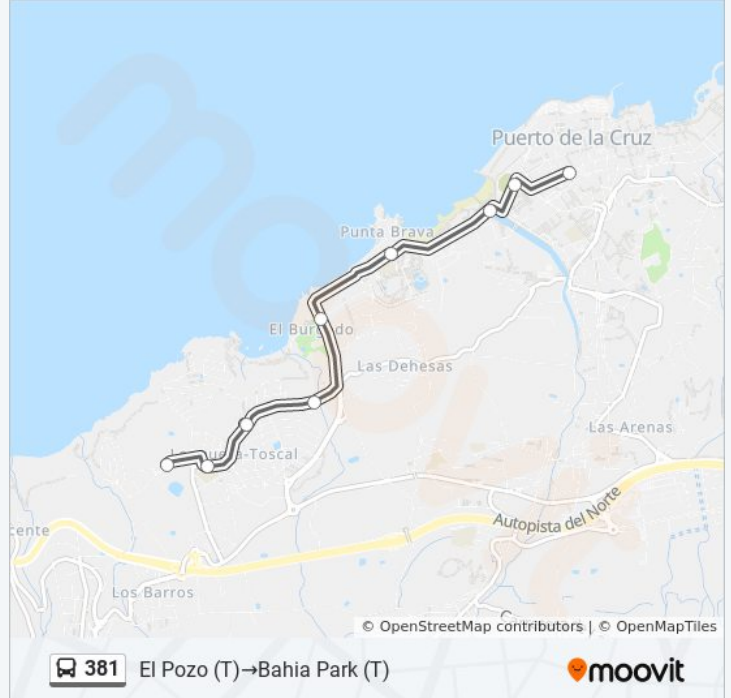 Puerto de la Cruz
Punta Brava
El Burgado
Las Dehesas
Las Arenas
Autopista del Norte
Los Barros
© OpenStreetMap contributors | © OpenMapTiles
381 El Pozo (T)→Bahia Park (T)
moovit